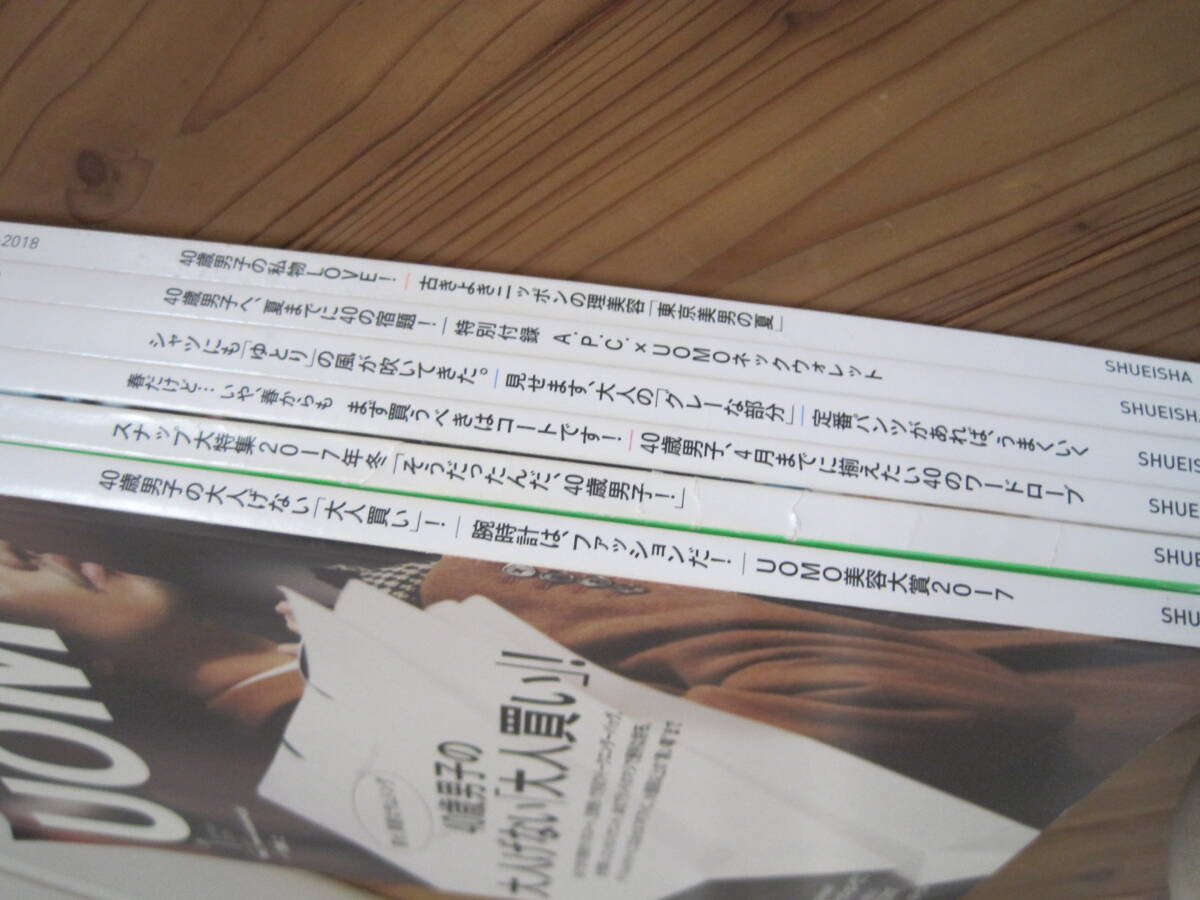 -2018 40歳男子の私物LOVE！｜古きよきニッポンの理美容「東京美男の夏」 SHUEISHA
40歳男子へ、夏までに40の宿題！｜特別付録 A.P.C.×UOMOネックウォレット SHUEISH
シャツにも「ゆとり」の風が吹いてきた。｜見せます、大人の「グレーな部分」｜定番パンツがあれば、うまくいく SHUEIS
春だけど…いや、春からも まず買うべきはコートです！｜40歳男子、4月までに揃えたい40のワードローブ SHUE
スナップ大特集2017年冬「そうだったんだ、40歳男子！」 SHUE
40歳男子の大人げない「大人買い」！｜腕時計は、ファッションだ！｜UOMO美容大賞2017 SHU
UOM
40歳男子の
大人げない「大人買い」！